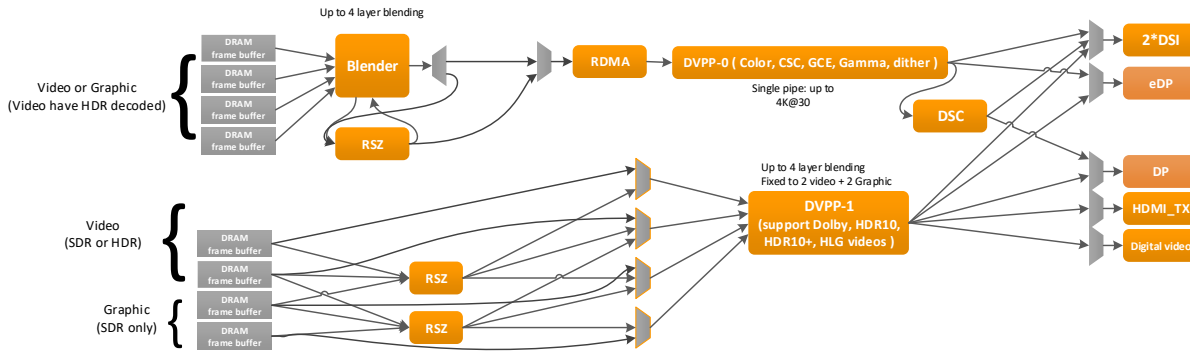 Up to 4 layer blending
DRAM
frame buffer
DRAM
frame buffer
DRAM
frame buffer
DRAM
frame buffer
Video or Graphic
(Video have HDR decoded)
Blender
RSZ
RDMA
DVPP-0 ( Color, CSC, GCE, Gamma, dither )
Single pipe: up to
4K@30
DSC
2*DSI
eDP
DP
HDMI_TX
Digital video
Up to 4 layer blending
Fixed to 2 video + 2 Graphic
DVPP-1
(support Dolby, HDR10,
HDR10+, HLG videos )
Video
(SDR or HDR)
DRAM
frame buffer
DRAM
frame buffer
Graphic
(SDR only)
DRAM
frame buffer
DRAM
frame buffer
RSZ
RSZ